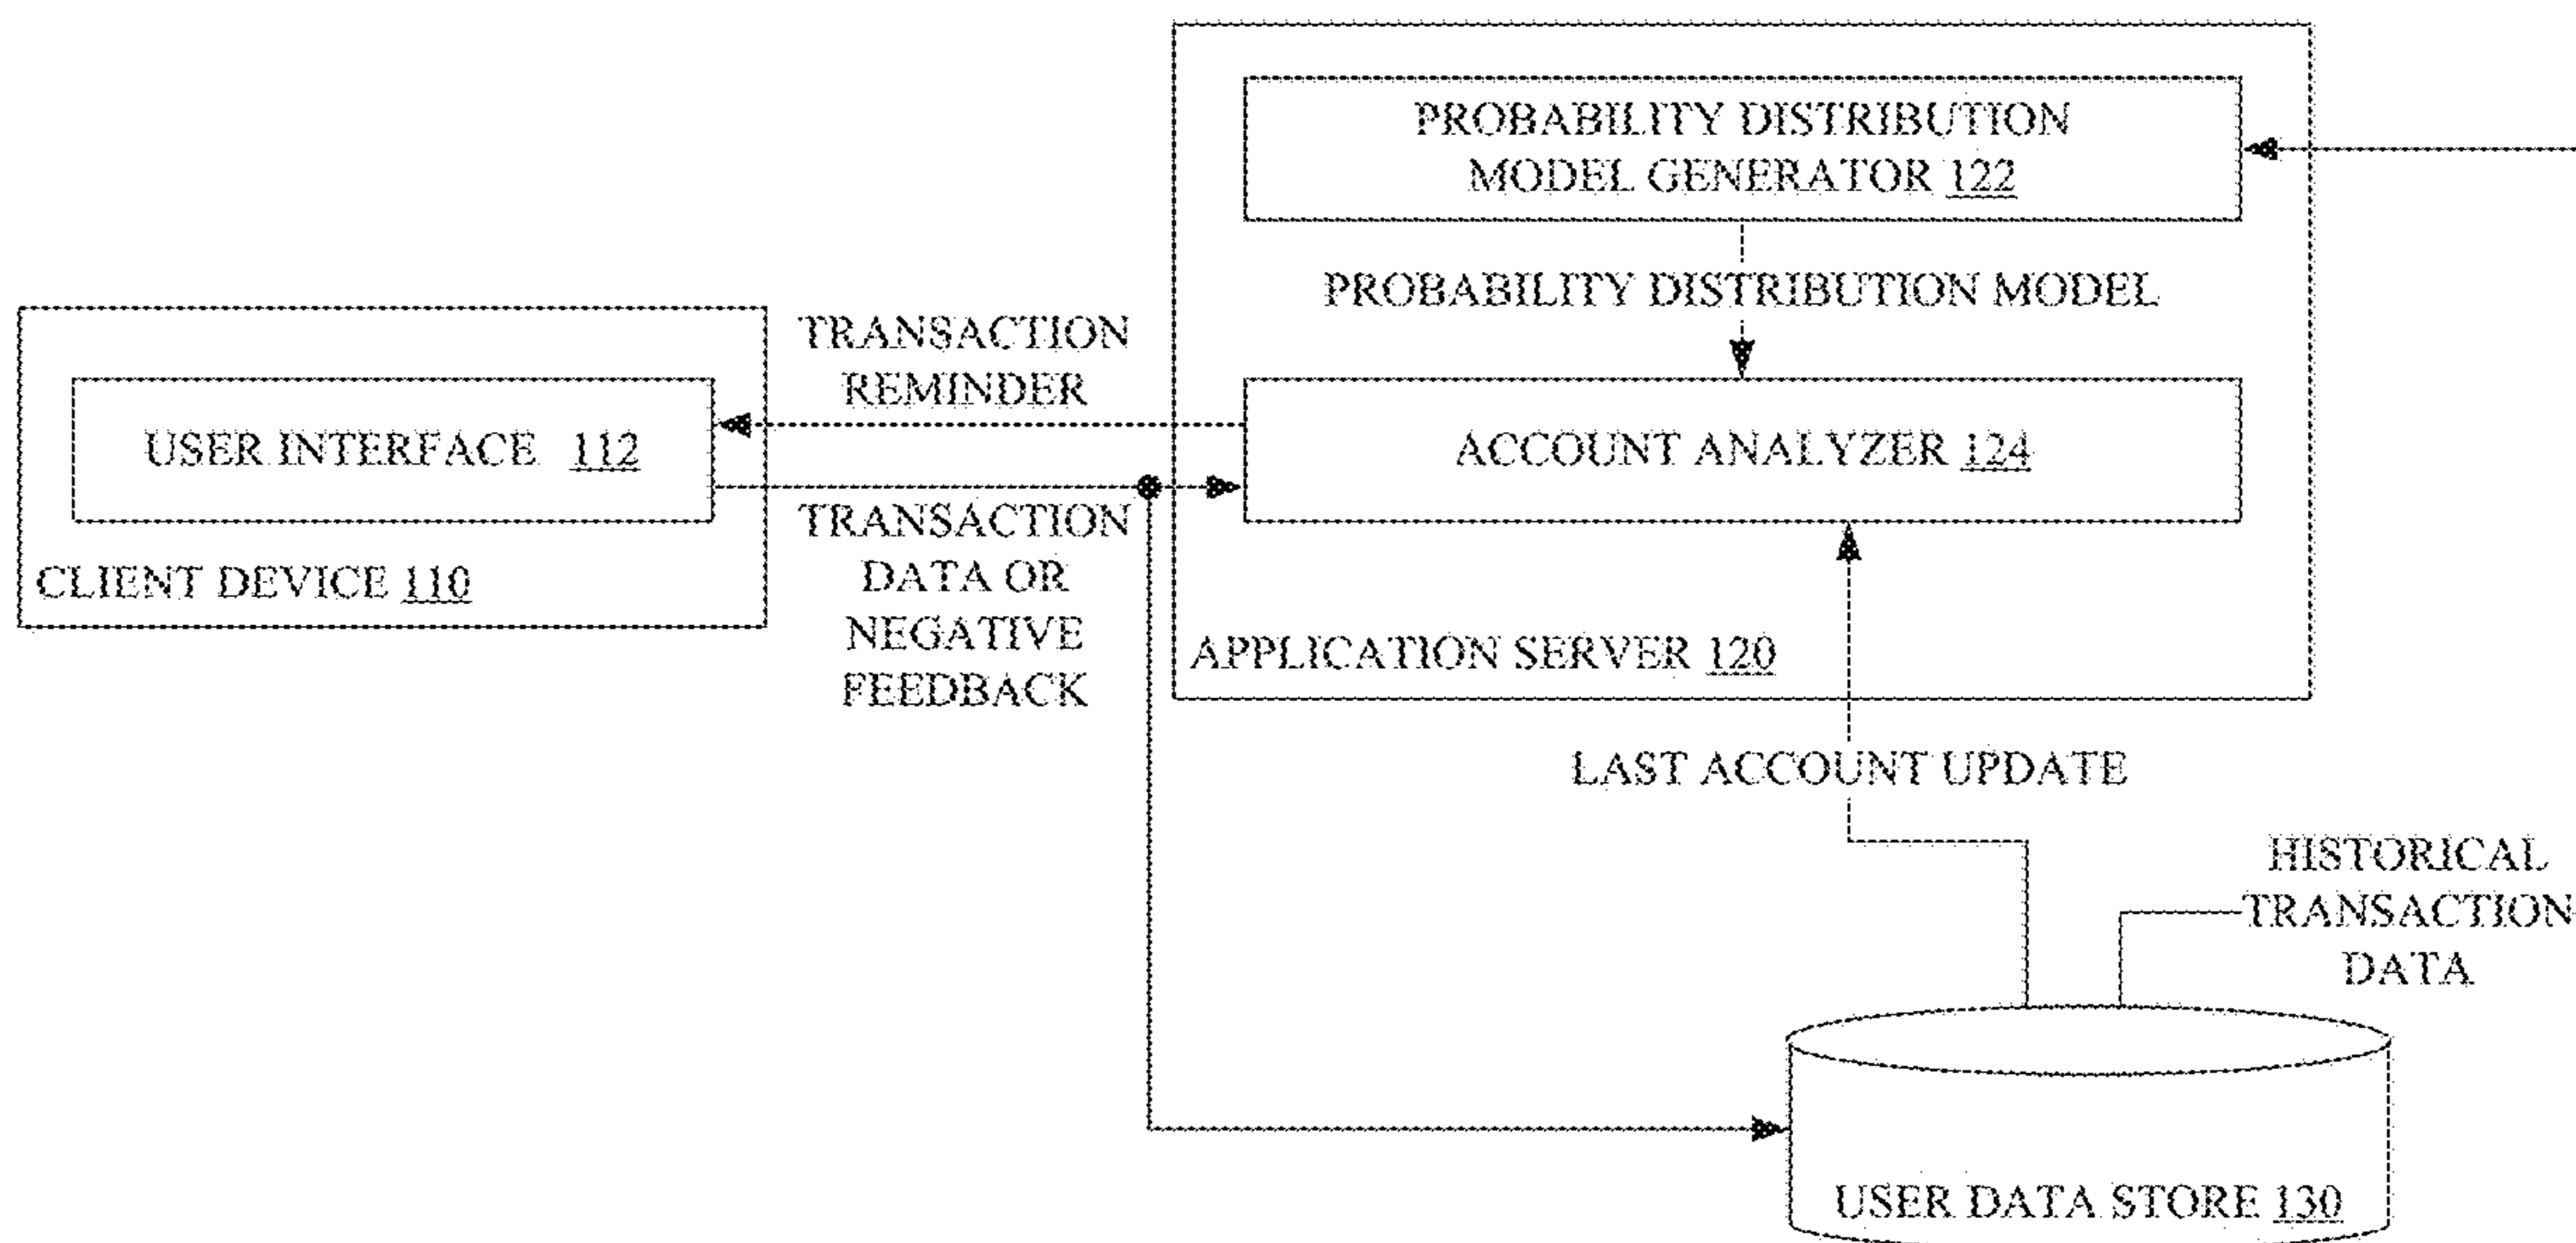 PROBABILITY DISTRIBUTION
MODEL GENERATOR 122
PROBABILITY DISTRIBUTION MODEL
TRANSACTION
REMINDER
USER INTERFACE 112
ACCOUNT ANALYZER 124
TRANSACTION
DATA OR
NEGATIVE
FEEDBACK
CLIENT DEVICE 110
APPLICATION SERVER 120
LAST ACCOUNT UPDATE
HISTORICAL
TRANSACTION
DATA
USER DATA STORE 130